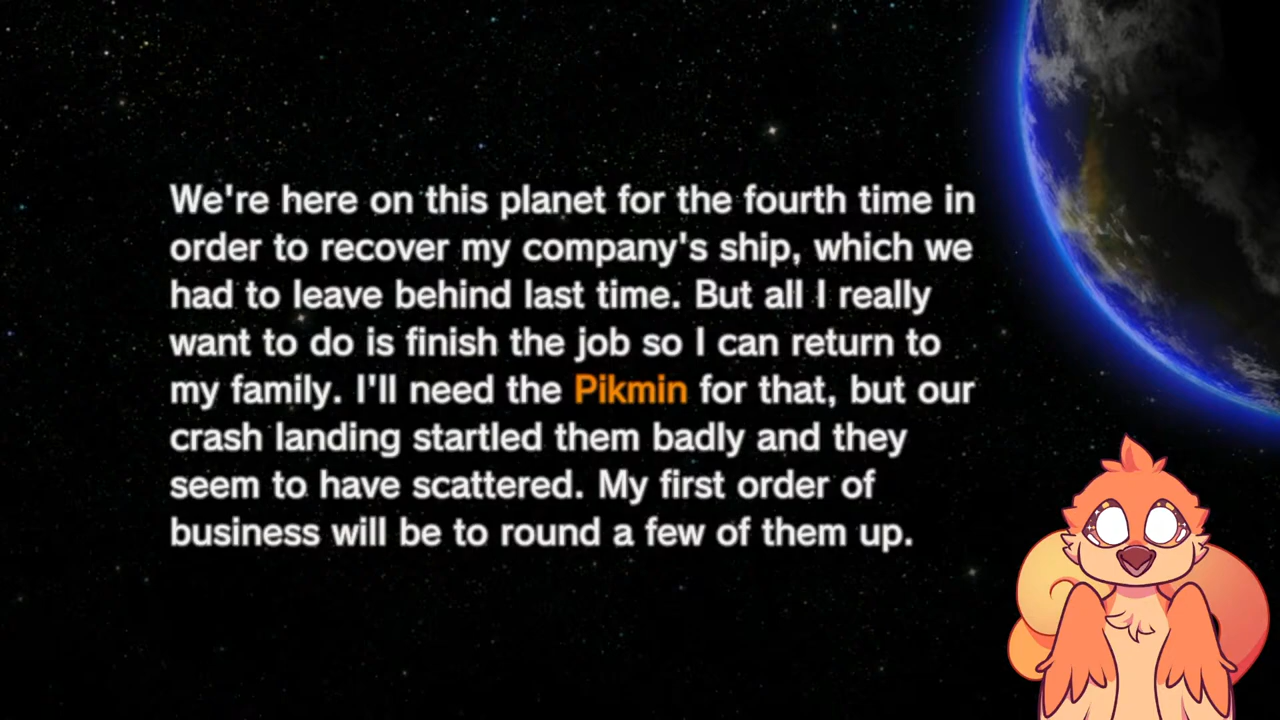 We're here on this planet for the fourth time in
order to recover my company's ship, which we
had to leave behind last time. But all I really
want to do is finish the job so I can return to
my family. I'll need the Pikmin for that, but our
crash landing startled them badly and they
seem to have scattered. My first order of
business will be to round a few of them up.